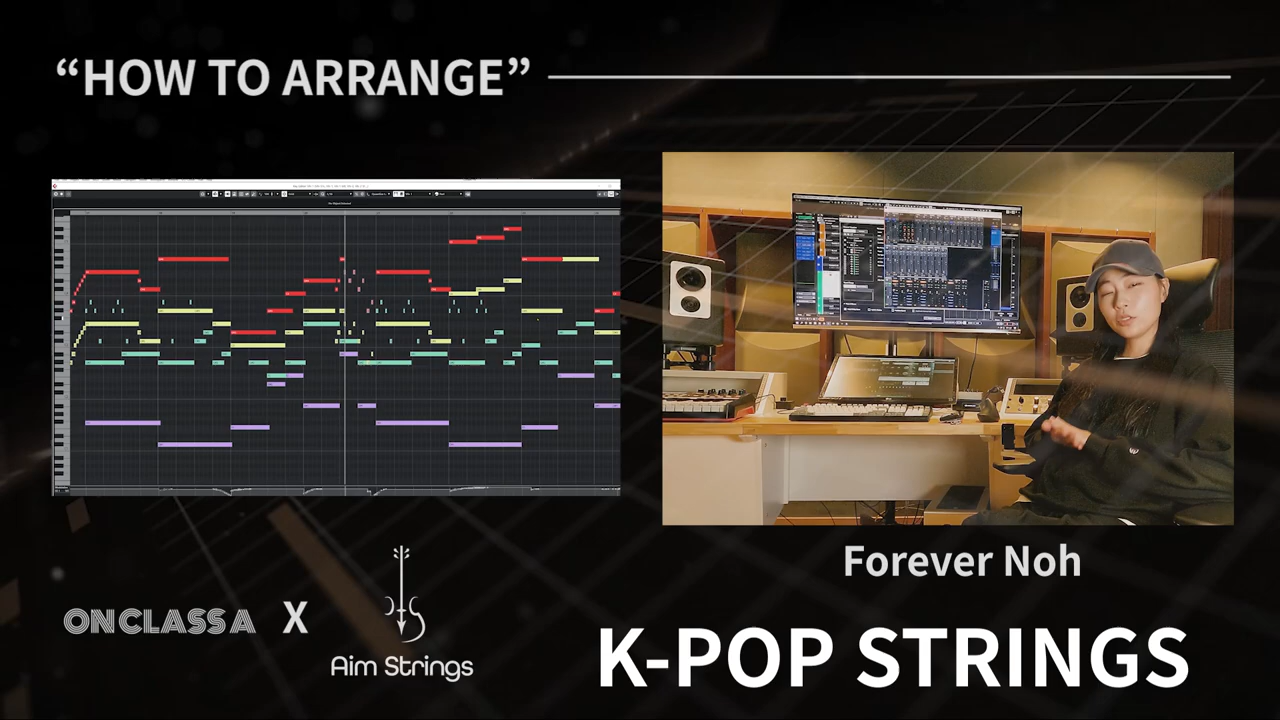 “HOW TO ARRANGE”
Forever Noh
ONCLASSA X Aim Strings
K-POP STRINGS